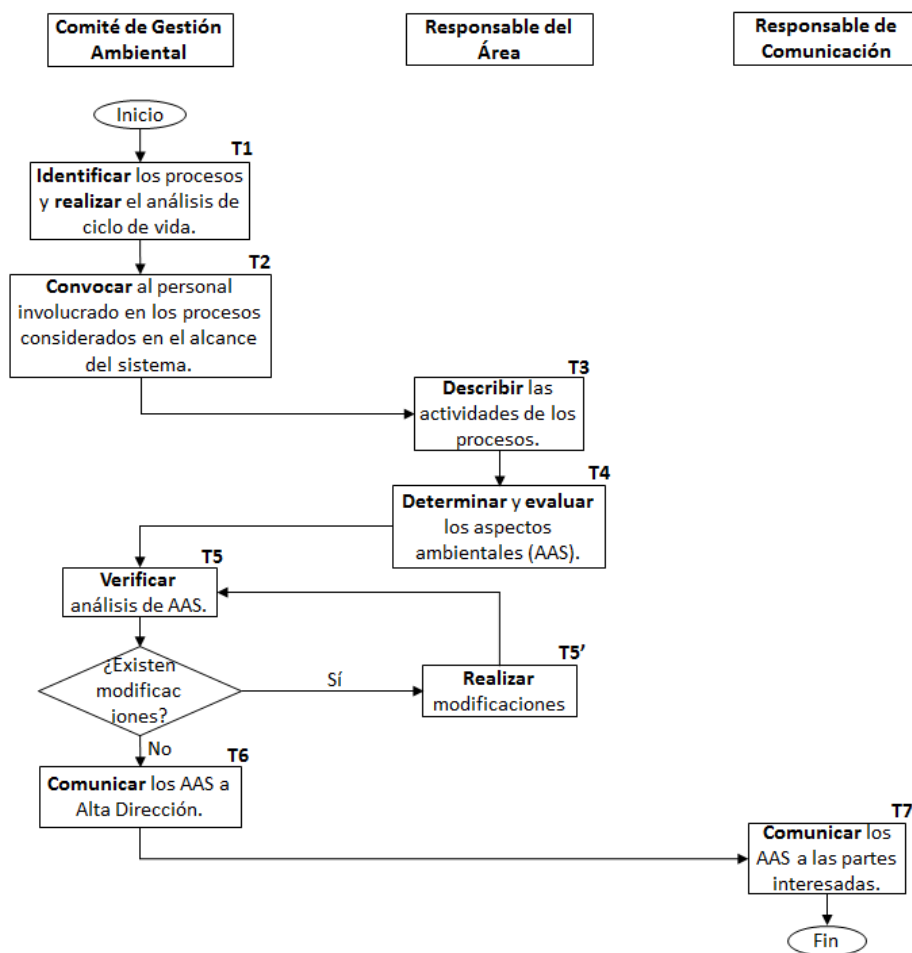 Comité de Gestión
Ambiental
Responsable del
Área
Responsable de
Comunicación
Inicio
T1
Identificar los procesos
y realizar el análisis de
ciclo de vida.
T2
Convocar al personal
involucrado en los procesos
considerados en el alcance
del sistema.
T3
Describir las
actividades de los
procesos.
T4
Determinar y evaluar
los aspectos
ambientales (AAS).
T5
Verificar
análisis de AAS.
¿Existen
modificac
iones?
Sí
T5’
Realizar
modificaciones
No
T6
Comunicar los AAS a
Alta Dirección.
T7
Comunicar los
AAS a las partes
interesadas.
Fin